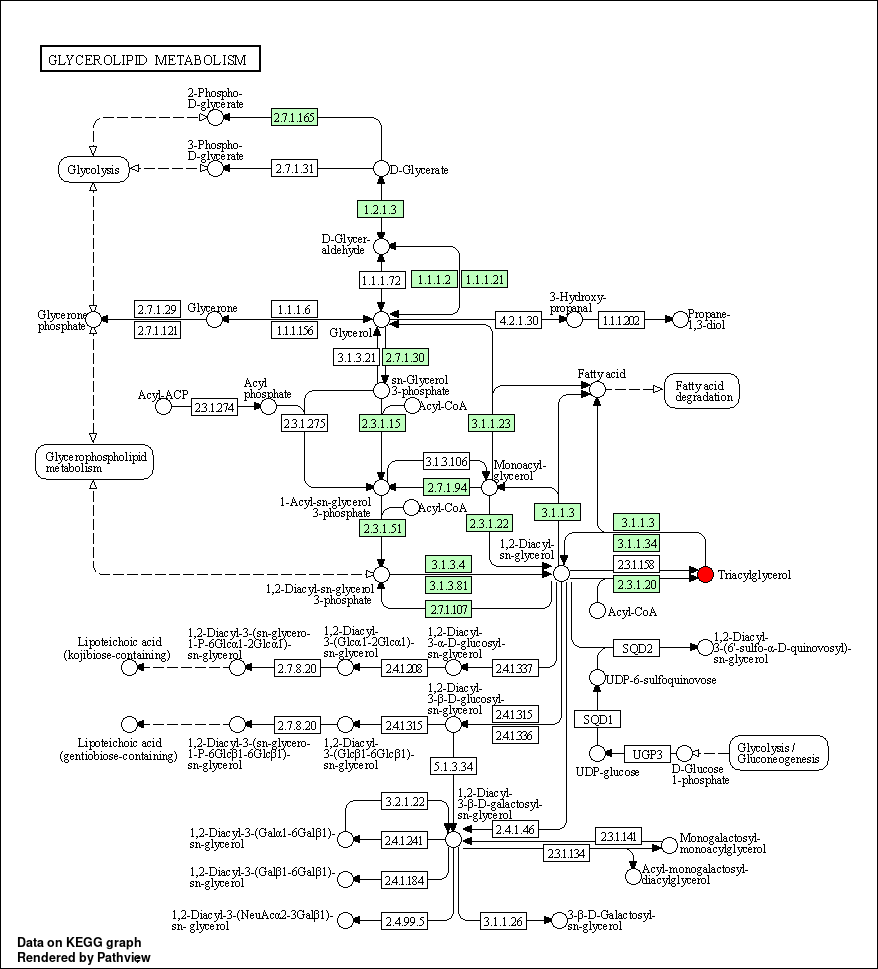 GLYCEROLIPID METABOLISM
2-Phospho-
D-glycerate
2.7.1.165
3-Phospho-
D-glycerate
Glycolysis
2.7.1.31
D-Glycerate
1.2.1.3
D-Glycer-
aldehyde
1.1.1.72
1.1.1.2
1.1.1.21
Glycerone
phosphate
2.7.1.29
2.7.1.121
Glycerone
1.1.1.6
1.1.1.156
Glycerol
4.2.1.30
3-Hydroxy-
propanal
1.1.1.202
Propane-
1,3-diol
3.1.3.21
2.7.1.30
sn-Glycerol
3-phosphate
Fatty acid
Fatty acid
degradation
Acyl-ACP
2.3.1.274
Acyl
phosphate
2.3.1.275
Acyl-CoA
2.3.1.15
3.1.1.23
Glycerophospholipid
metabolism
3.1.3.106
Monoacyl-
glycerol
2.7.1.94
1-Acyl-sn-glycerol
3-phosphate
Acyl-CoA
2.3.1.51
2.3.1.22
3.1.1.3
3.1.1.3
3.1.1.34
2.3.1.158
2.3.1.20
1,2-Diacyl-
sn-glycerol
Triacylglycerol
3.1.3.4
3.1.3.81
2.7.1.107
1,2-Diacyl-sn-glycerol
3-phosphate
Acyl-CoA
Lipoteichoic acid
(kojibiose-containing)
1,2-Diacyl-3-(sn-glycero-
1-P-6Glcα1-2Glcα1)-
sn-glycerol
2.7.8.20
1,2-Diacyl-
3-(Glcα1-2Glcα1)-
sn-glycerol
2.4.1.208
1,2-Diacyl-
3-α-D-glucosyl-
sn-glycerol
2.4.1.337
SQD2
1,2-Diacyl-
3-(6'-sulfo-α-D-quinovosyl)-
sn-glycerol
UDP-6-sulfoquinovose
1,2-Diacyl-
3-β-D-glucosyl-
sn-glycerol
2.4.1.315
2.4.1.336
SQD1
2.7.8.20
2.4.1.315
Lipoteichoic acid
(gentiobiose-containing)
1,2-Diacyl-3-(sn-glycero-
1-P-6Glcβ1-6Glcβ1)-
sn-glycerol
1,2-Diacyl-
3-(Glcβ1-6Glcβ1)-
sn-glycerol
5.1.3.34
UDP-glucose
UGP3
D-Glucose
1-phosphate
Glycolysis /
Gluconeogenesis
3.2.1.22
1,2-Diacyl-
3-β-D-galactosyl-
sn-glycerol
2.4.1.46
1,2-Diacyl-3-(Galα1-6Galβ1)-
sn-glycerol
2.4.1.241
2.3.1.141
2.3.1.134
Monogalactosyl-
monoacylglycerol
Acyl-monogalactosyl-
diacylglycerol
1,2-Diacyl-3-(Galβ1-6Galβ1)-
sn-glycerol
2.4.1.184
1,2-Diacyl-3-(NeuAcα2-3Galβ1)-
sn- glycerol
2.4.99.5
3.1.1.26
3-β-D-Galactosyl-
sn-glycerol
Data on KEGG graph
Rendered by Pathview